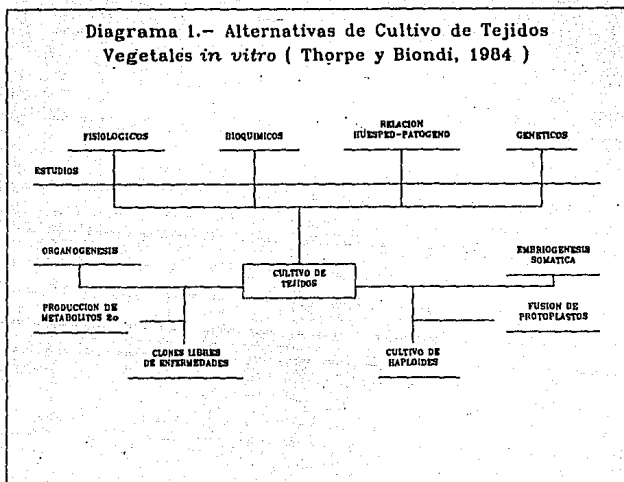 Diagrama 1.- Alternativas de Cultivo de Tejidos
Vegetales in vitro ( Thorpe y Biondi, 1984 )
FISIOLOGICOS
BIOQUIMICOS
RELACION
HUESPED-PATOGENO
GENETICOS
ESTUDIOS
ORGANOGENESIS
EMBRIOGENESIS
SOMATICA
CULTIVO DE
TEJIDOS
PRODUCCION DE
METABOLITOS 2o
FUSION DE
PROTOPLASTOS
CLONES LIBRES
DE ENFERMEDADES
CULTIVO DE
HAPLOIDES